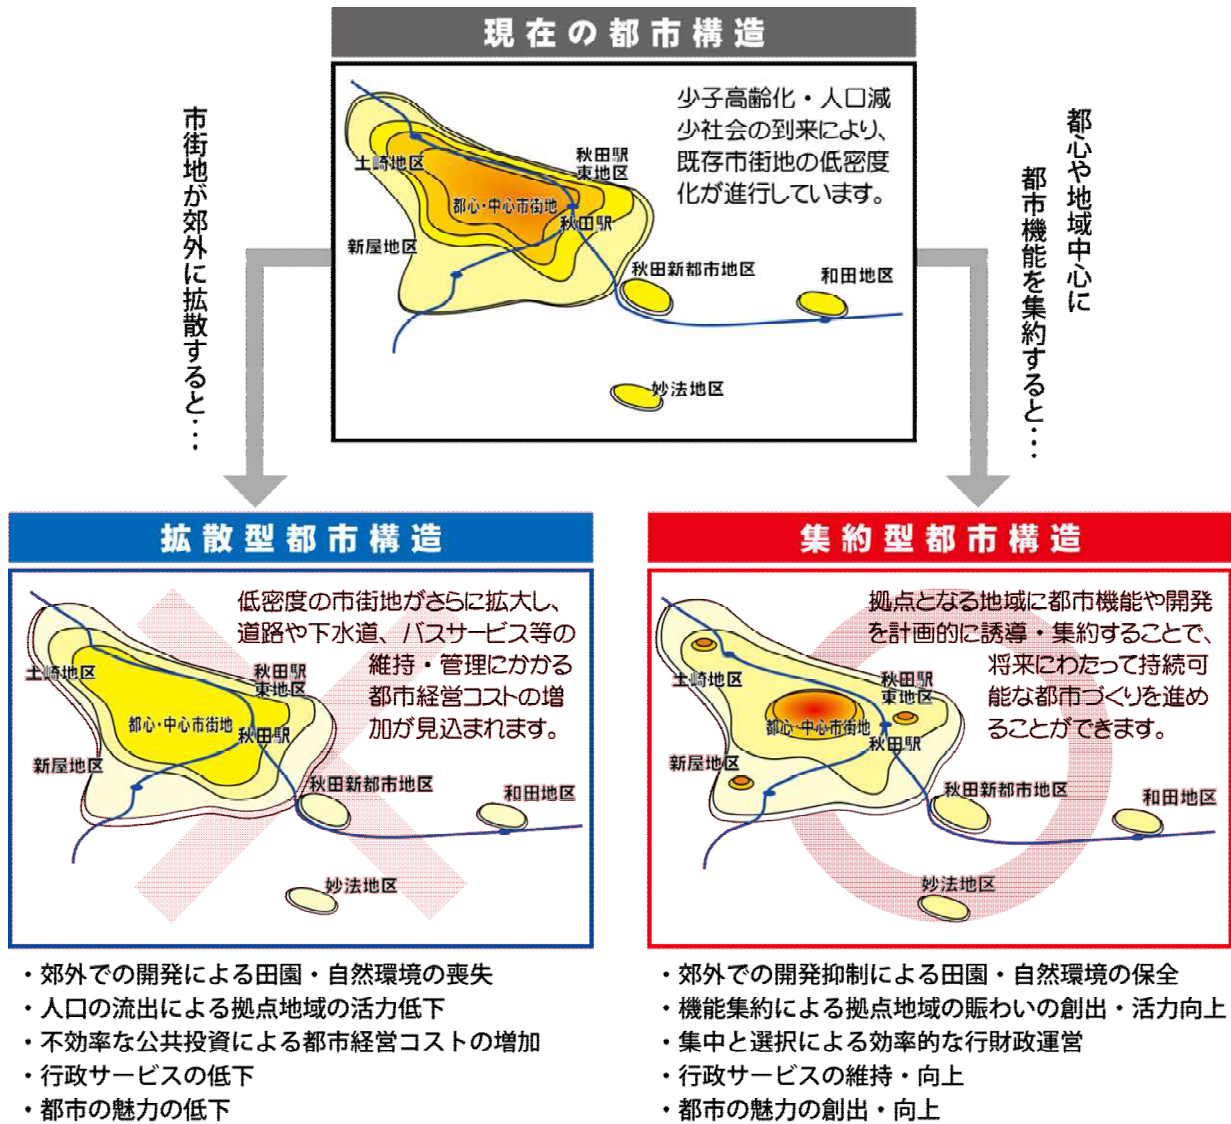 現在の都市構造
少子高齢化・人口減
少社会の到来により、
既存市街地の低密度
化が進行しています。
土崎地区
秋田駅
東地区
都心・中心市街地
秋田駅
新屋地区
秋田新都市地区
和田地区
妙法地区
市街地が郊外に拡散すると・・・
都心や地域中心に
都市機能を集約すると・・・
拡散型都市構造
低密度の市街地がさらに拡大し、
道路や下水道、バスサービス等の
維持・管理にかかる
都市経営コストの増
加が見込まれます。
土崎地区
秋田駅
東地区
都心・中心市街地
秋田駅
新屋地区
秋田新都市地区
和田地区
妙法地区
・郊外での開発による田園・自然環境の喪失
・人口の流出による拠点地域の活力低下
・不効率な公共投資による都市経営コストの増加
・行政サービスの低下
・都市の魅力の低下
集約型都市構造
拠点となる地域に都市機能や開発
を計画的に誘導・集約することで、
将来にわたって持続可
能な都市づくりを進め
ることができます。
土崎地区
秋田駅
東地区
都心・中心市街地
秋田駅
新屋地区
秋田新都市地区
和田地区
妙法地区
・郊外での開発抑制による田園・自然環境の保全
・機能集約による拠点地域の賑わいの創出・活力向上
・集中と選択による効率的な行財政運営
・行政サービスの維持・向上
・都市の魅力の創出・向上